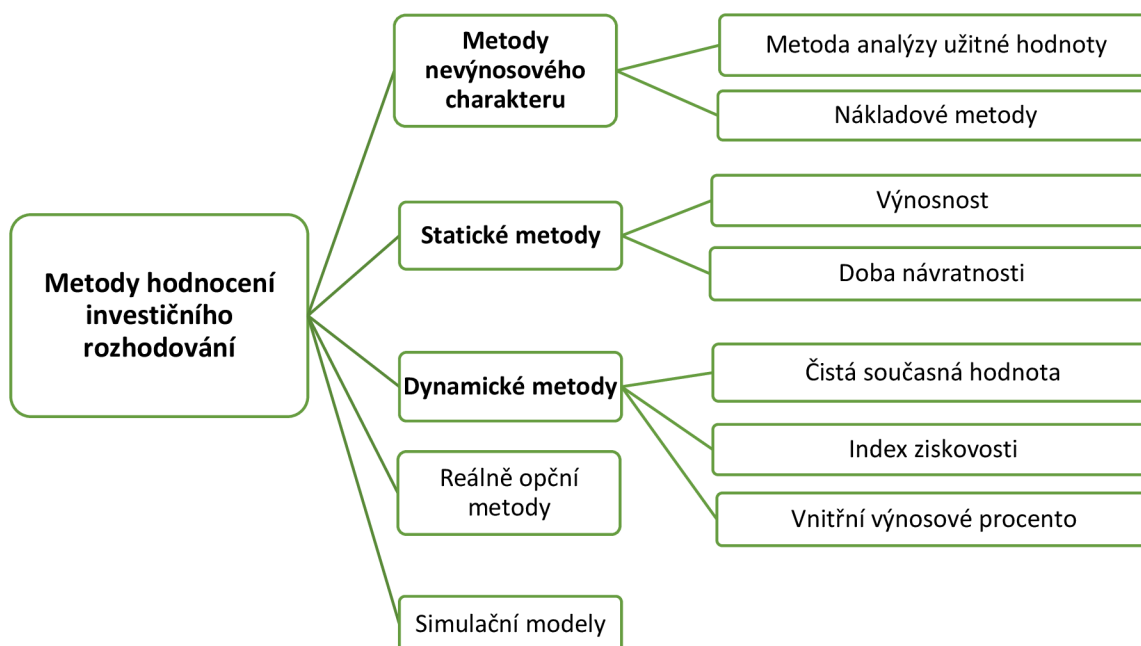 Metody hodnocení
investičního
rozhodování
Metody
nevýnosového
charakteru
Metoda analýzy užitné hodnoty
Nákladové metody
Statické metody
Výnosnost
Doba návratnosti
Dynamické metody
Čistá současná hodnota
Index ziskovosti
Vnitřní výnosové procento
Reálně opční
metody
Simulační modely